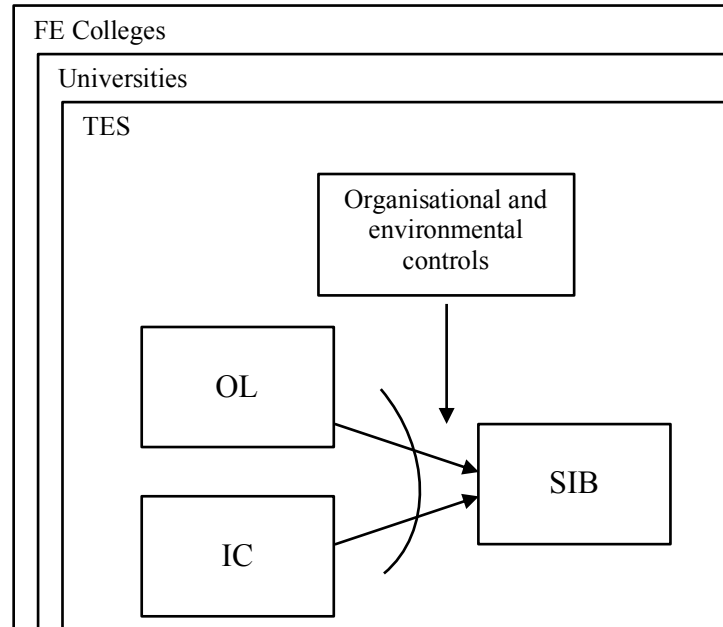 FE Colleges
Universities
TES
Organisational and
environmental
controls
OL
SIB
IC